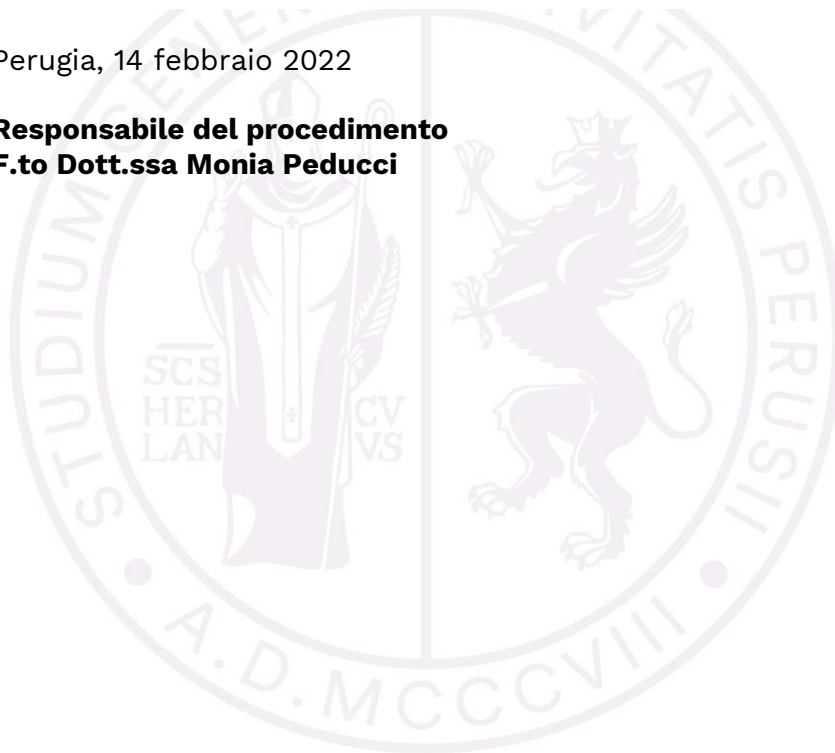 Perugia, 14 febbraio 2022
Responsabile del procedimento
F.to Dott.ssa Monia Peducci
SCS
HER
LAN
CV
VS
STUDIUM GENER VITATIS PERUSII
• A.D. MCCCVIII •